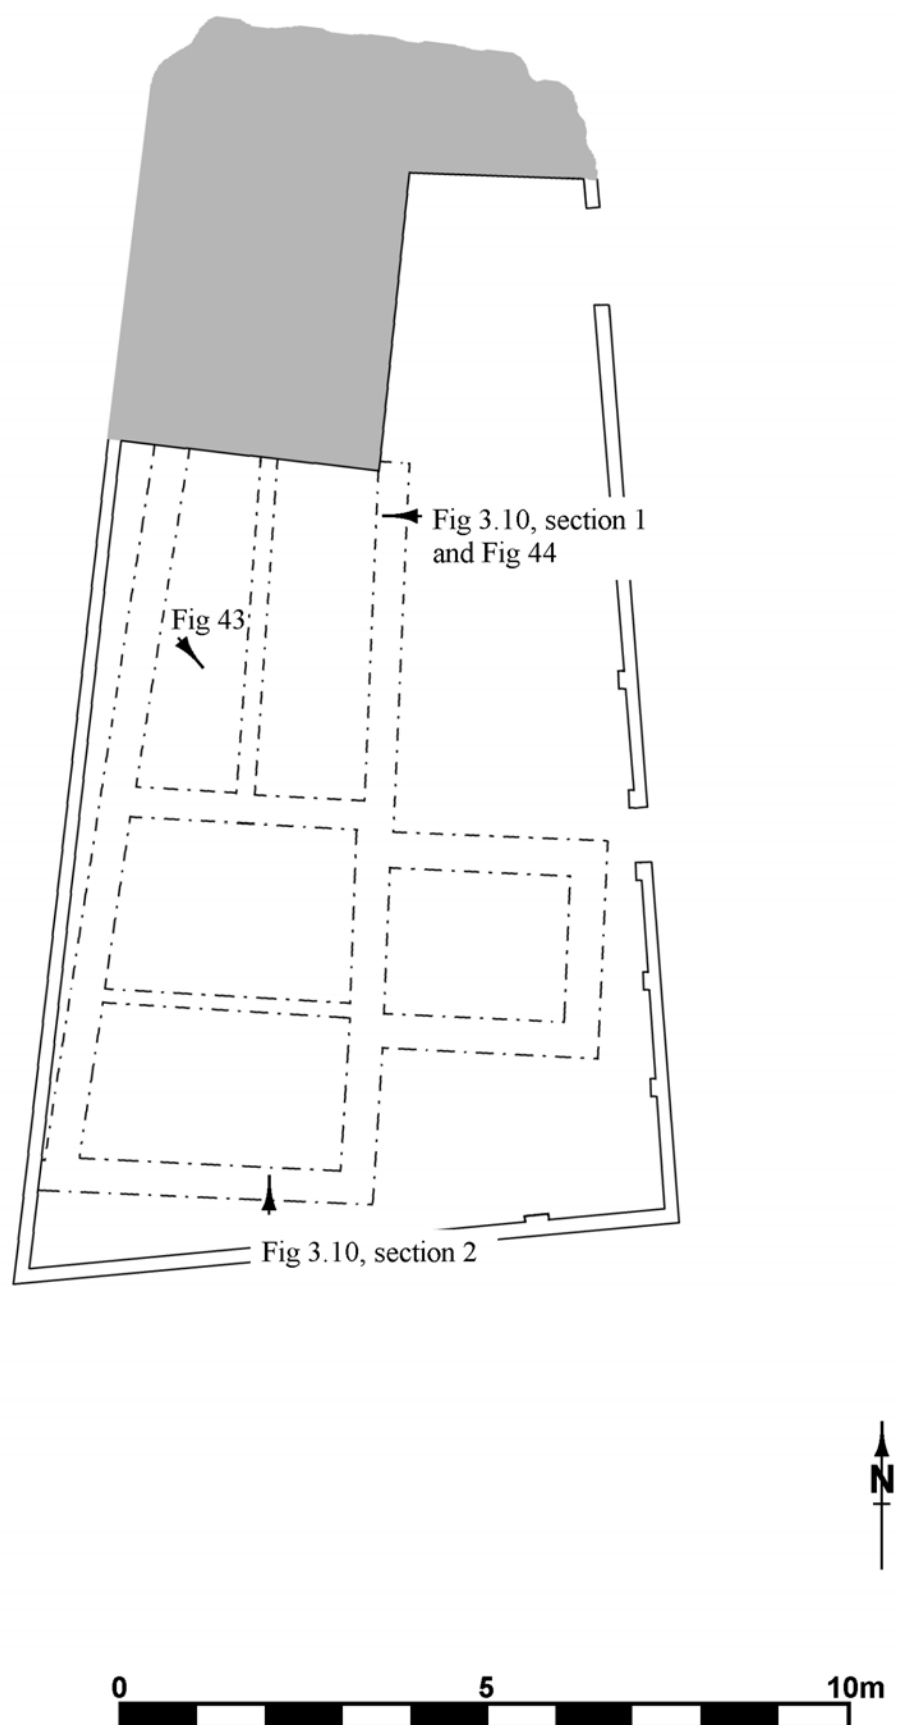 Fig 3.10, section 1
and Fig 44
Fig 43
Fig 3.10, section 2
N
0 5 10m